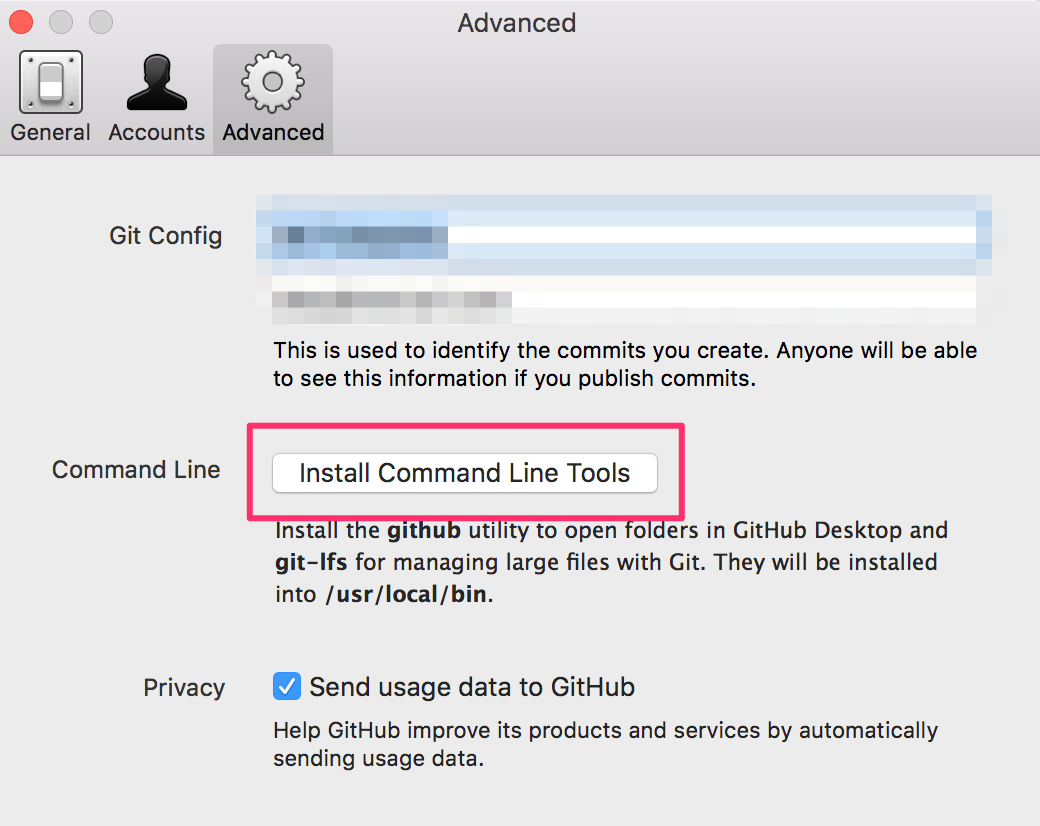 Advanced
General Accounts Advanced
Git Config
This is used to identify the commits you create. Anyone will be able
to see this information if you publish commits.
Command Line
Install Command Line Tools
Install the github utility to open folders in GitHub Desktop and
git-lfs for managing large files with Git. They will be installed
into /usr/local/bin.
Privacy
Send usage data to GitHub
Help GitHub improve its products and services by automatically
sending usage data.